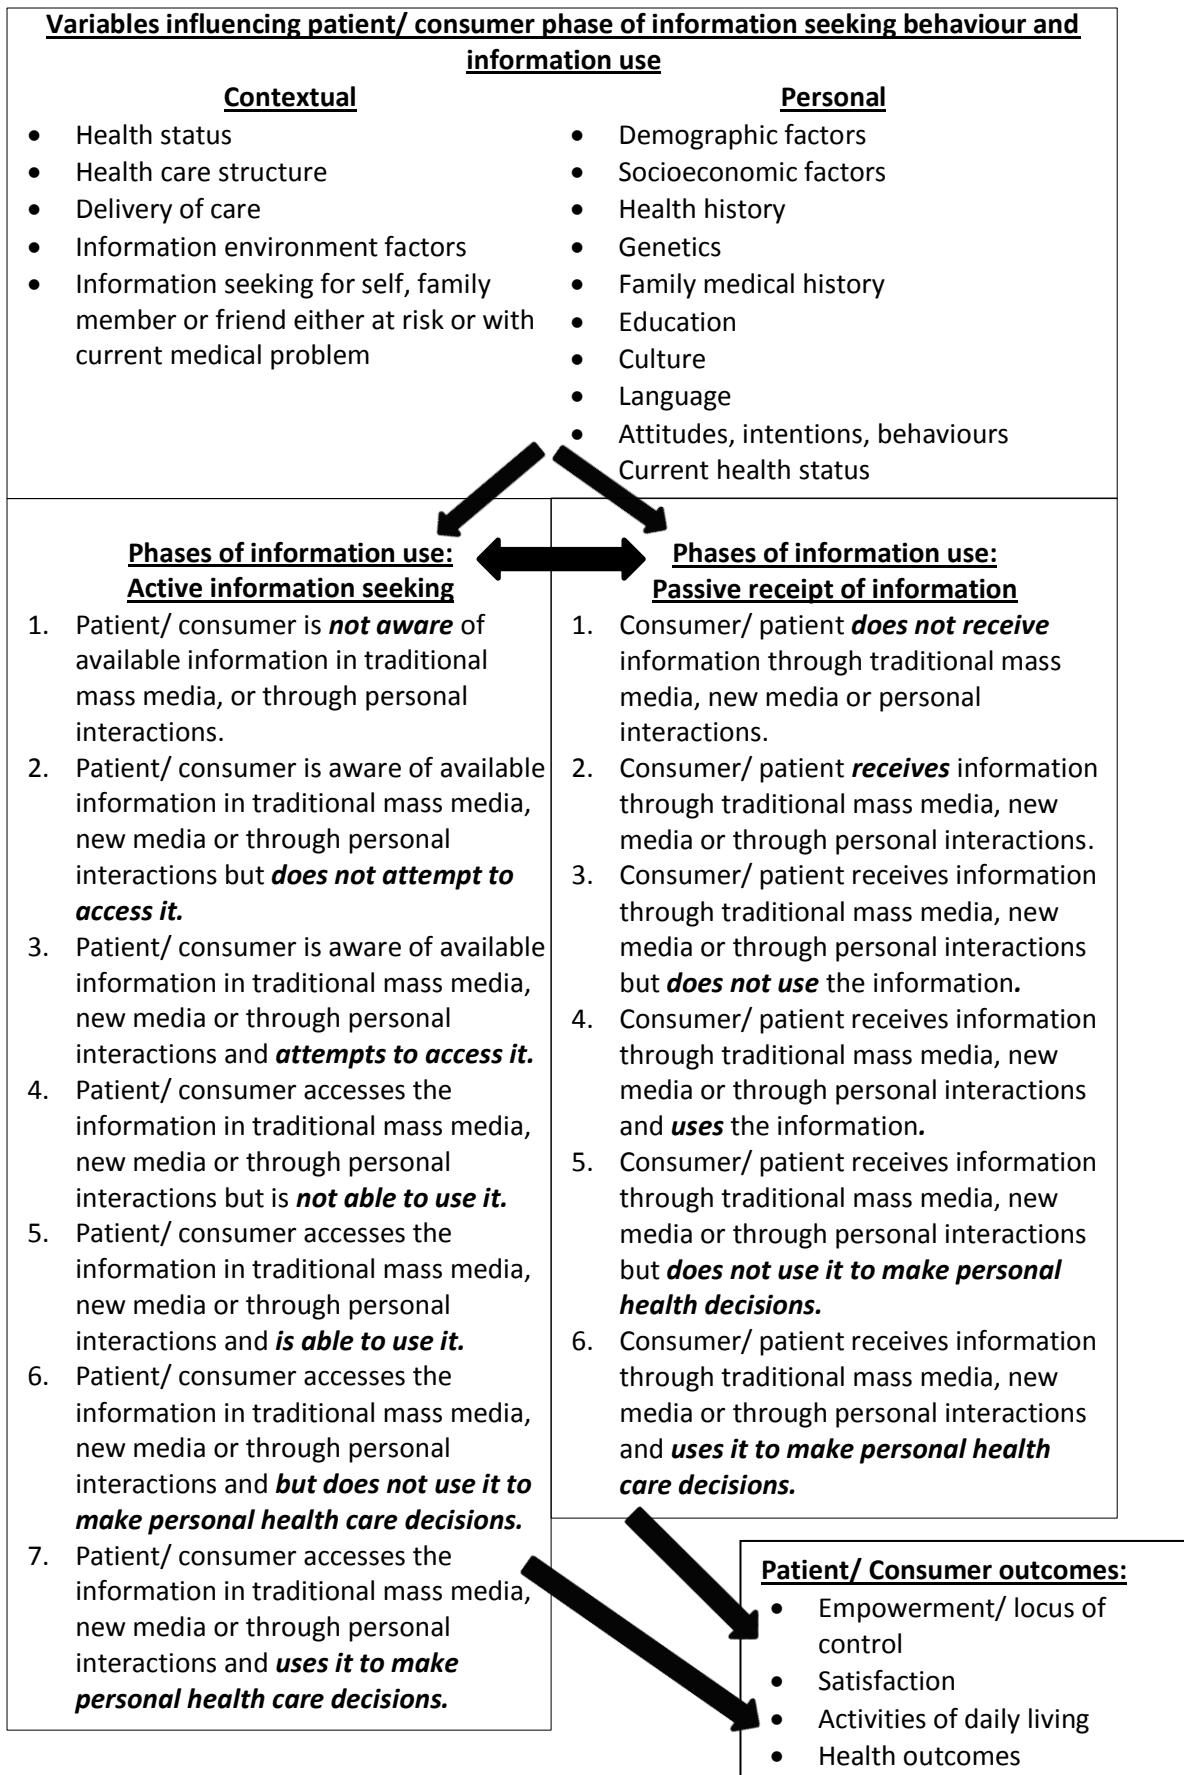 Variables influencing patient/ consumer phase of information seeking behaviour and
information use
Contextual
• Health status
• Health care structure
• Delivery of care
• Information environment factors
• Information seeking for self, family
member or friend either at risk or with
current medical problem
Personal
• Demographic factors
• Socioeconomic factors
• Health history
• Genetics
• Family medical history
• Education
• Culture
• Language
• Attitudes, intentions, behaviours
Current health status
Phases of information use:
Active information seeking
1. Patient/ consumer is not aware of
available information in traditional
mass media, or through personal
interactions.
2. Patient/ consumer is aware of available
information in traditional mass media,
new media or through personal
interactions but does not attempt to
access it.
3. Patient/ consumer is aware of available
information in traditional mass media,
new media or through personal
interactions and attempts to access it.
4. Patient/ consumer accesses the
information in traditional mass media,
new media or through personal
interactions but is not able to use it.
5. Patient/ consumer accesses the
information in traditional mass media,
new media or through personal
interactions and is able to use it.
6. Patient/ consumer accesses the
information in traditional mass media,
new media or through personal
interactions and but does not use it to
make personal health care decisions.
7. Patient/ consumer accesses the
information in traditional mass media,
new media or through personal
interactions and uses it to make
personal health care decisions.
Phases of information use:
Passive receipt of information
1. Consumer/ patient does not receive
information through traditional mass
media, new media or personal
interactions.
2. Consumer/ patient receives information
through traditional mass media, new
media or through personal interactions.
3. Consumer/ patient receives information
through traditional mass media, new
media or through personal interactions
but does not use the information.
4. Consumer/ patient receives information
through traditional mass media, new
media or through personal interactions
and uses the information.
5. Consumer/ patient receives information
through traditional mass media, new
media or through personal interactions
but does not use it to make personal
health decisions.
6. Consumer/ patient receives information
through traditional mass media, new
media or through personal interactions
and uses it to make personal health
care decisions.
Patient/ Consumer outcomes:
• Empowerment/ locus of
control
• Satisfaction
• Activities of daily living
• Health outcomes